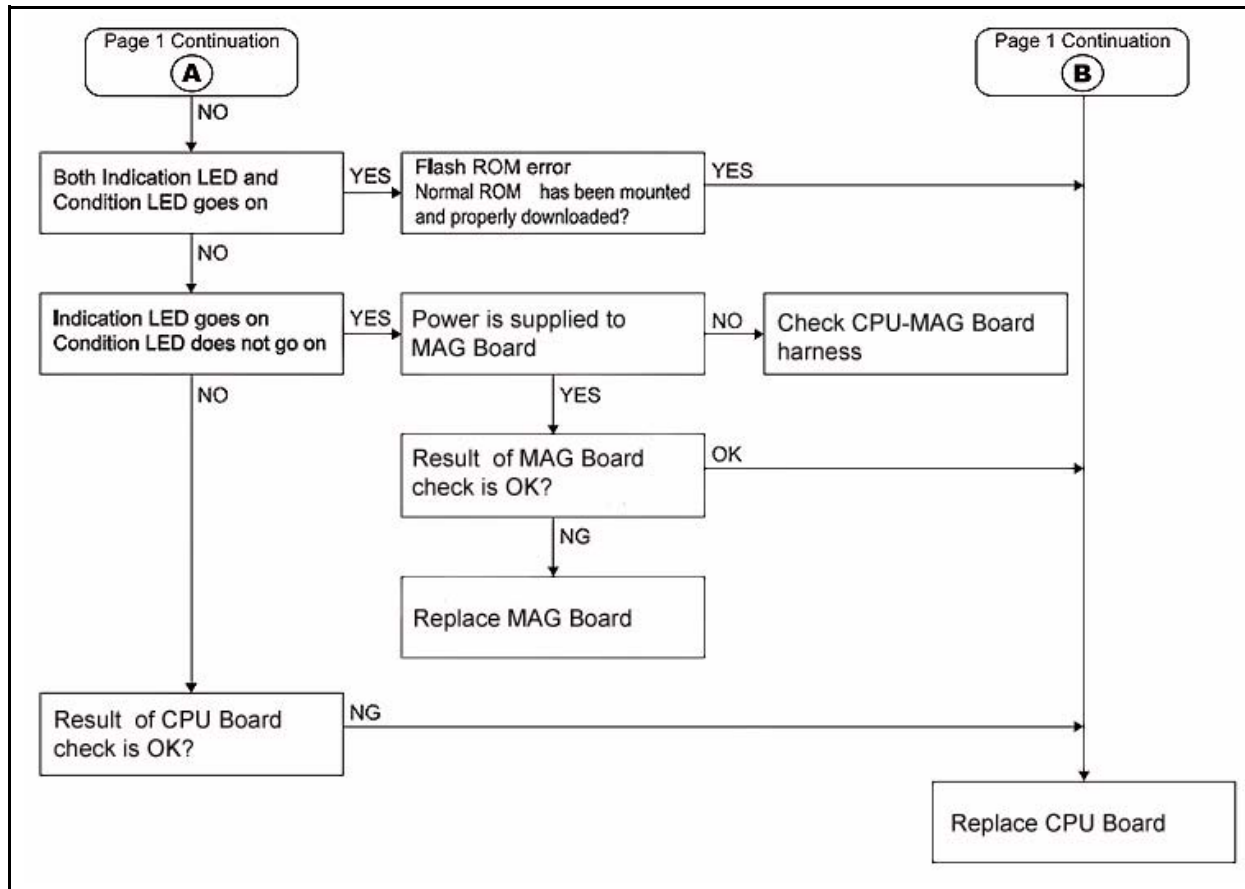 Page 1 Continuation
A
NO
Page 1 Continuation
B
Both Indication LED and
Condition LED goes on
YES
Flash ROM error
Normal ROM has been mounted
and properly downloaded?
YES
NO
Indication LED goes on
Condition LED does not go on
YES
Power is supplied to
MAG Board
NO
Check CPU-MAG Board
harness
NO
YES
Result of MAG Board
check is OK?
OK
NG
Replace MAG Board
Result of CPU Board
check is OK?
NG
Replace CPU Board